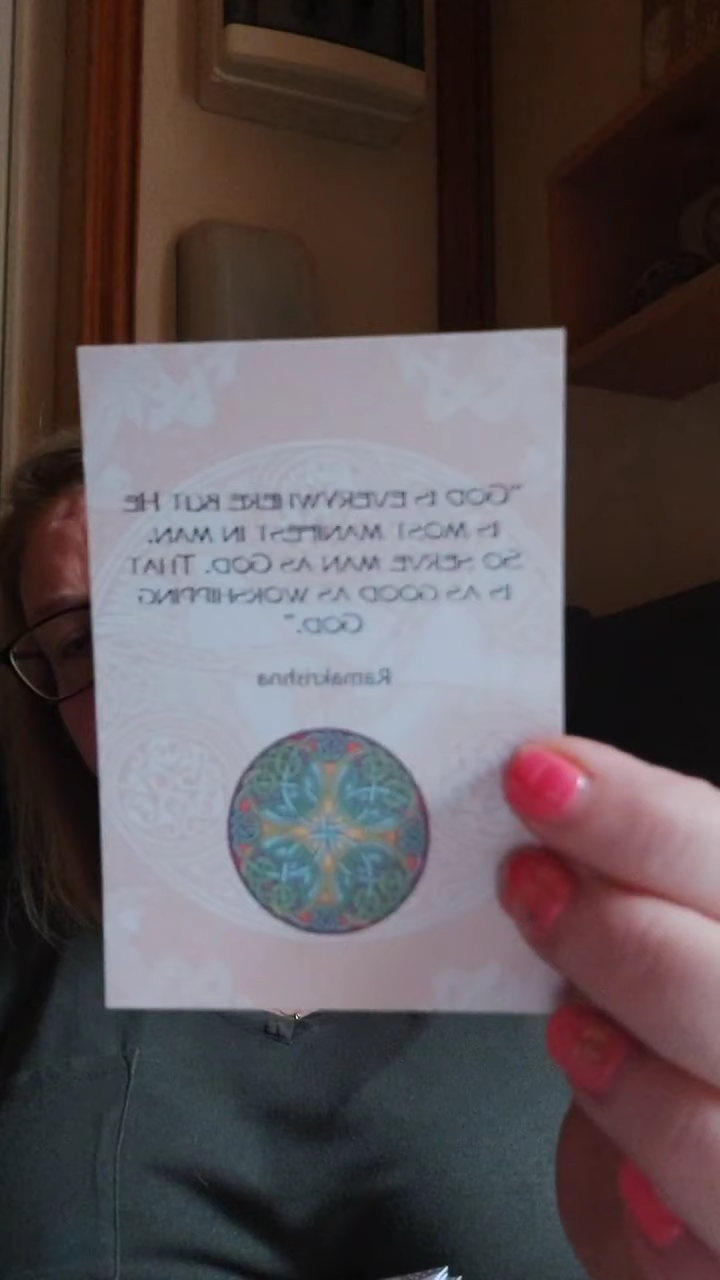 "GOD IS EVERYWHERE BUT HE
IS MOST MANIFEST IN MAN.
SO SERVE MAN AS GOD. THAT
IS AS GOOD AS WORSHIPPING
GOD."
Ramakrishna